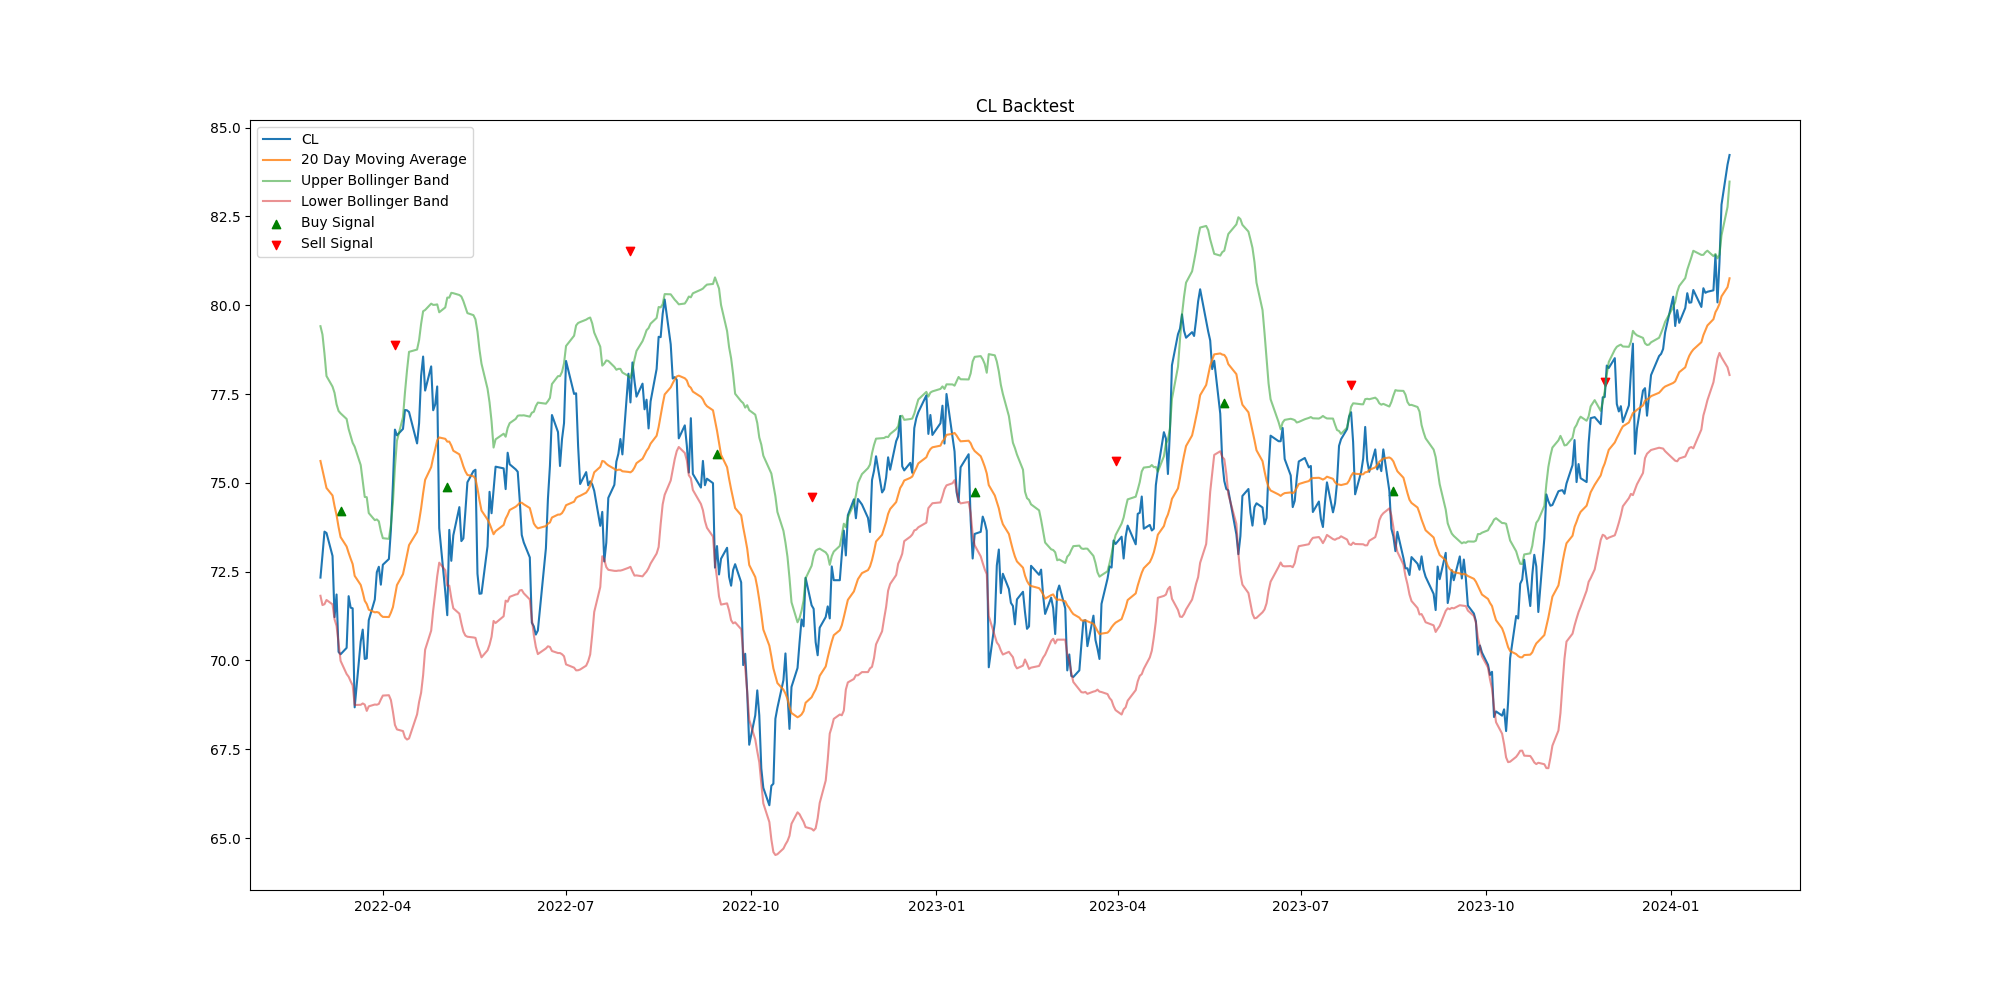 CL Backtest
85.0
82.5
80.0
77.5
75.0
72.5
70.0
67.5
65.0
CL
20 Day Moving Average
Upper Bollinger Band
Lower Bollinger Band
Buy Signal
Sell Signal
2022-04
2022-07
2022-10
2023-01
2023-04
2023-07
2023-10
2024-01